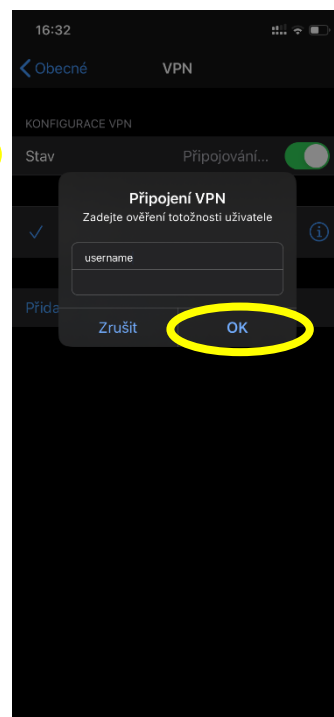 16:32
Obecné
VPN
KONFIGURACE VPN
Stav
Připojování...
Připojení VPN
Zadejte ověření totožnosti uživatele
username
Přida
Zrušit
OK